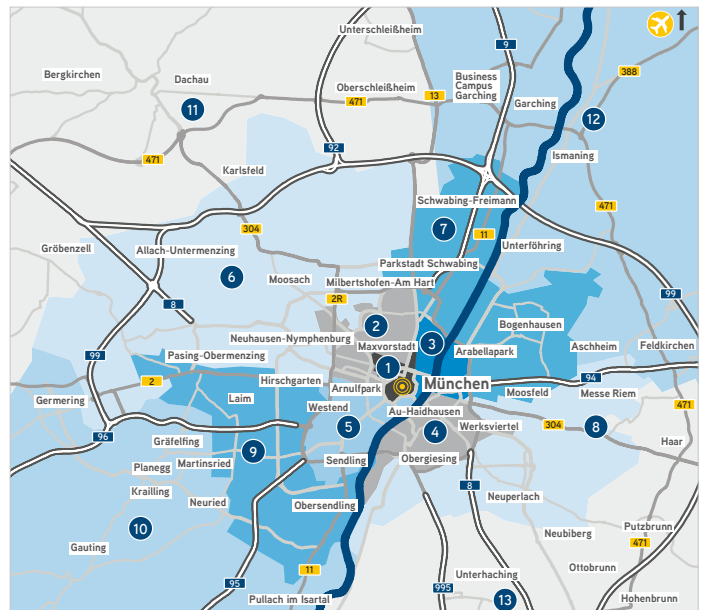 Unterschleißheim
9
Bergkirchen
Dachau
Oberschleißheim
Business
Campus
Garching
388
471
13
Garching
11
12
92
Ismaning
471
Karlsfeld
Schwabing-Freimann
471
304
7
11
Gröbenzell
Allach-Untermenzing
Unterföhring
6
Moosach
Parkstadt Schwabing
Milbertshofen-Am Hart
99
8
2R
2
Bogenhausen
Neuhausen-Nymphenburg
Maxvorstadt
3
Arabellapark
Aschheim
Feldkirchen
99
Pasing-Obermenzing
1
2
Hirschgarten
Arnulfpark
München
94
Germering
Laim
Moosfeld
Messe Riem
Westend
Au-Haidhausen
471
96
5
4
Werksviertel
304
8
Gräfelfing
9
Haar
Planegg
Martinsried
Sendling
Obergiesing
Krailling
8
Neuperlach
Neuried
Obersendling
10
Neubiberg
Putzbrunn
Gauting
471
11
Ottobrunn
95
Unterhaching
995
13
Pullach im Isartal
Hohenbrunn